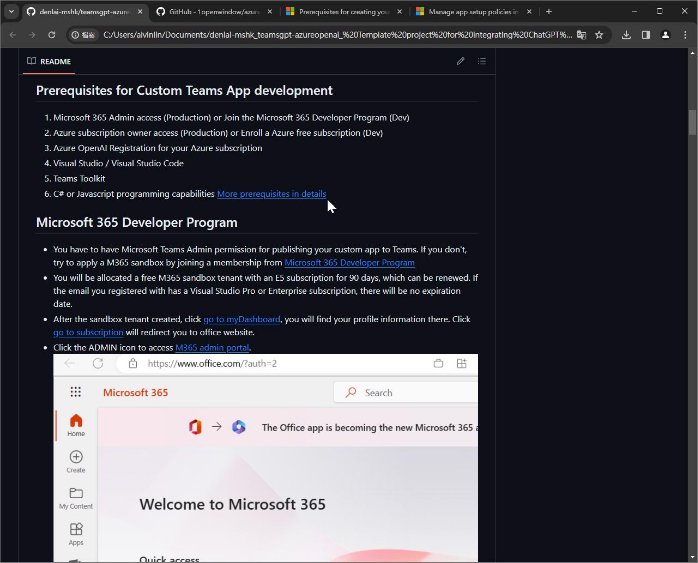 denlai-mshk/teamsgpt-azureo
GitHub - 1openwindow/azur
Prerequisites for creating your
Manage app setup policies in
C:/Users/alvinlin/Documents/denlai-mshk_teamsgpt-azureopenai_%20Template%20project%20for%20integrating%20ChatGPT%...
README
Prerequisites for Custom Teams App development
1. Microsoft 365 Admin access (Production) or Join the Microsoft 365 Developer Program (Dev)
2. Azure subscription owner access (Production) or Enroll a Azure free subscription (Dev)
3. Azure OpenAI Registration for your Azure subscription
4. Visual Studio / Visual Studio Code
5. Teams Toolkit
6. C# or Javascript programming capabilities More prerequisites in details
Microsoft 365 Developer Program
• You have to have Microsoft Teams Admin permission for publishing your custom app to Teams. If you don't,
try to apply a M365 sandbox by joining a membership from Microsoft 365 Developer Program
• You will be allocated a free M365 sandbox tenant with an E5 subscription for 90 days, which can be renewed. If
the email you registered with has a Visual Studio Pro or Enterprise subscription, there will be no expiration
date.
• After the sandbox tenant created, click go to myDashboard, you will find your profile information there. Click
go to subscription will redirect you to office website.
• Click the ADMIN icon to access M365 admin portal.
https://www.office.com/?auth=2
Microsoft 365
Search
Home
The Office app is becoming the new Microsoft 365 a
Create
My Content
Welcome to Microsoft 365
Apps
Quick access